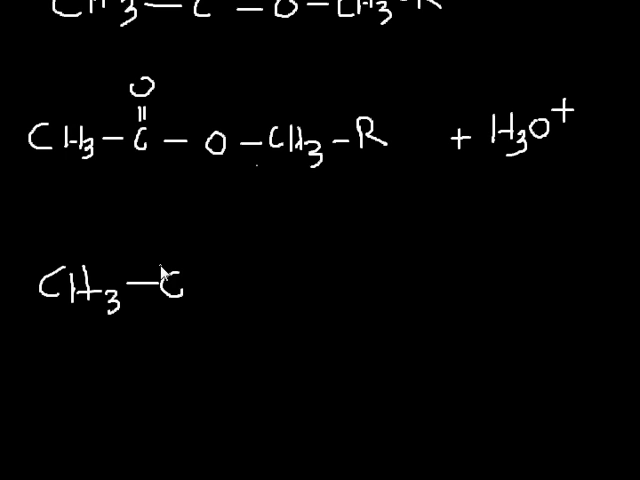 CH3 — C — O — CH3 - R
O
CH3 — C — O — CH3 — R + H3O+
CH3 — C